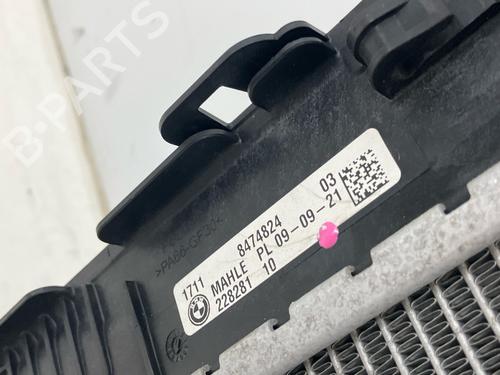 B-PARTS
>PA66-GF30<
1711 8474824 03
MAHLE PL 09-09-21
228281 10